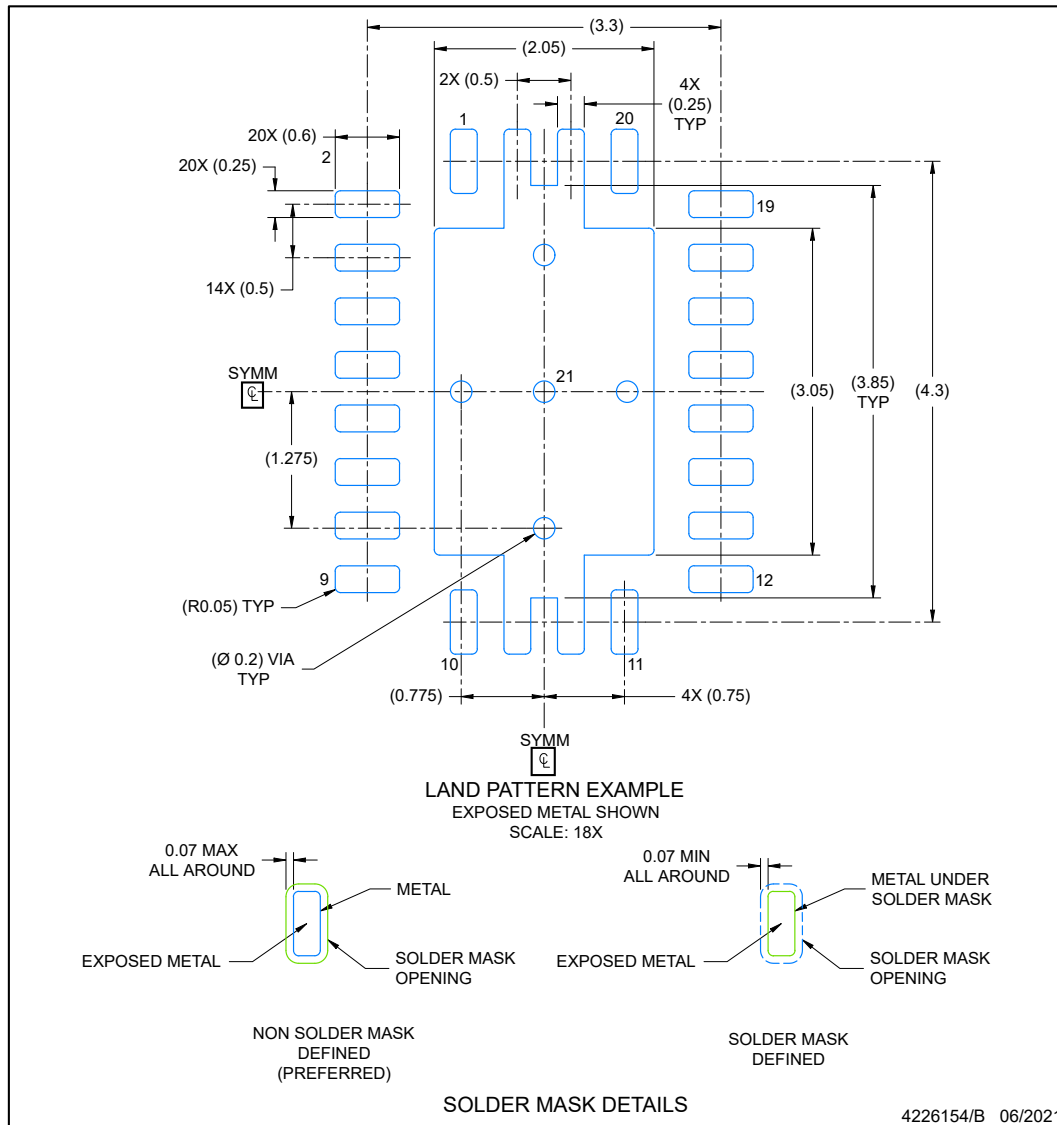 (3.3)
(2.05)
2X (0.5)
4X
(0.25)
TYP
1
20
20X (0.6)
2
20X (0.25)
19
14X (0.5)
SYMM
℄
21
(3.05)
(3.85)
TYP
(4.3)
(1.275)
9
12
(R0.05) TYP
(Ø 0.2) VIA
TYP
10
11
(0.775)
4X (0.75)
SYMM
℄
LAND PATTERN EXAMPLE
EXPOSED METAL SHOWN
SCALE: 18X
0.07 MAX
ALL AROUND
METAL
EXPOSED METAL
SOLDER MASK
OPENING
NON SOLDER MASK
DEFINED
(PREFERRED)
0.07 MIN
ALL AROUND
METAL UNDER
SOLDER MASK
EXPOSED METAL
SOLDER MASK
OPENING
SOLDER MASK
DEFINED
SOLDER MASK DETAILS
4226154/B 06/2021